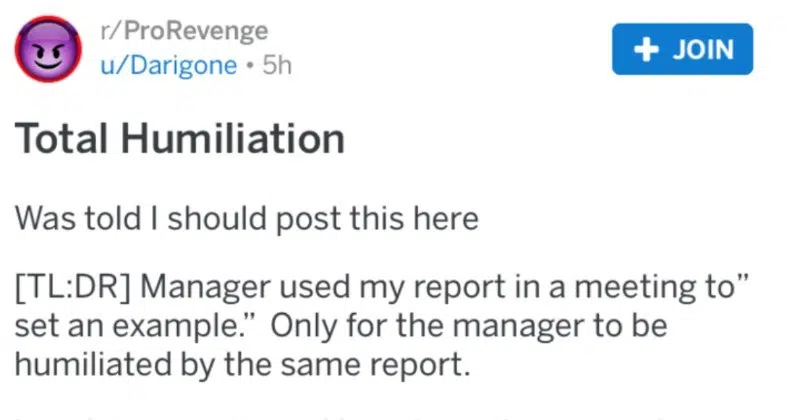 r/ProRevenge
u/Darigone • 5h
+ JOIN
Total Humiliation
Was told I should post this here
[TL:DR] Manager used my report in a meeting to”
set an example.” Only for the manager to be
humiliated by the same report.